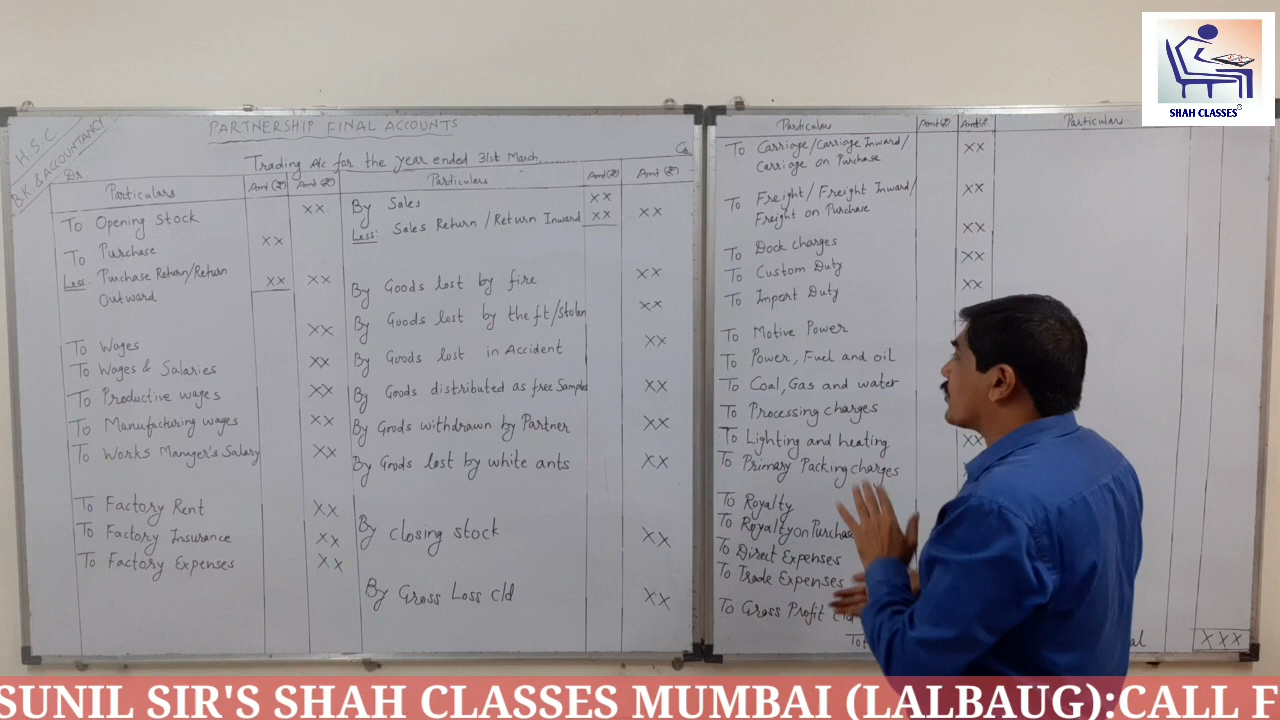 SHAH CLASSES
H.S.C
B.K. & ACCOUNTANCY
PARTNERSHIP FINAL ACCOUNTS
Trading A/c for the year ended 31st March......
Dr
Particulars Amt (₹) Amt (₹)
To Opening Stock XX
To Purchase XX
Less: Purchase Return/Return XX XX
Outward
To Wages XX
To Wages & Salaries XX
To Productive wages XX
To Manufacturing wages XX
To Works Manager's Salary XX
To Factory Rent XX
To Factory Insurance XX
To Factory Expenses XX
Particulars Amt (₹) Amt (₹)
By Sales XX
Less: Sales Return/Return Inward XX XX
By Goods lost by fire XX
By Goods lost by theft/stolen XX
By Goods lost in Accident XX
By Goods distributed as free Samples XX
By Goods withdrawn by Partner XX
By Goods lost by white ants XX
By closing stock XX
By Gross Loss c/d XX
Particulars Amt (₹) Amt (₹
To Carriage/Carriage Inward/ XX
Carriage on Purchase
To Freight/Freight Inward/ XX
Freight on Purchase
To Dock charges XX
To Custom Duty XX
To Import Duty XX
To Motive Power
To Power, Fuel and oil
To Coal, Gas and water
To Processing charges
To Lighting and heating XX
To Primary Packing charges
To Royalty
To Royalty on Purchase
To Direct Expenses
To Trade Expenses
To Gross Profit c/d
Tot
Particulars
al XXX
SUNIL SIR'S SHAH CLASSES MUMBAI (LALBAUG):CALL F